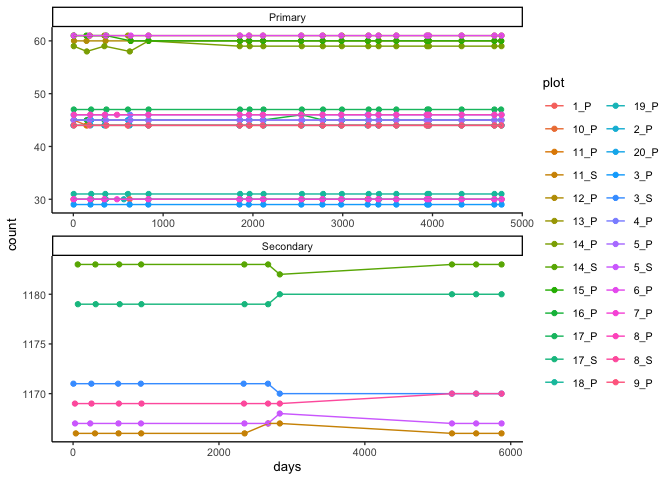 Primary
60
50
40
30
0
1000
2000
3000
4000
5000
Secondary
1180
1175
1170
0
2000
4000
6000
count
days
plot
1_P
10_P
11_P
11_S
12_P
13_P
14_P
14_S
15_P
16_P
17_P
17_S
18_P
19_P
2_P
20_P
3_P
3_S
4_P
5_P
5_S
6_P
7_P
8_P
8_S
9_P